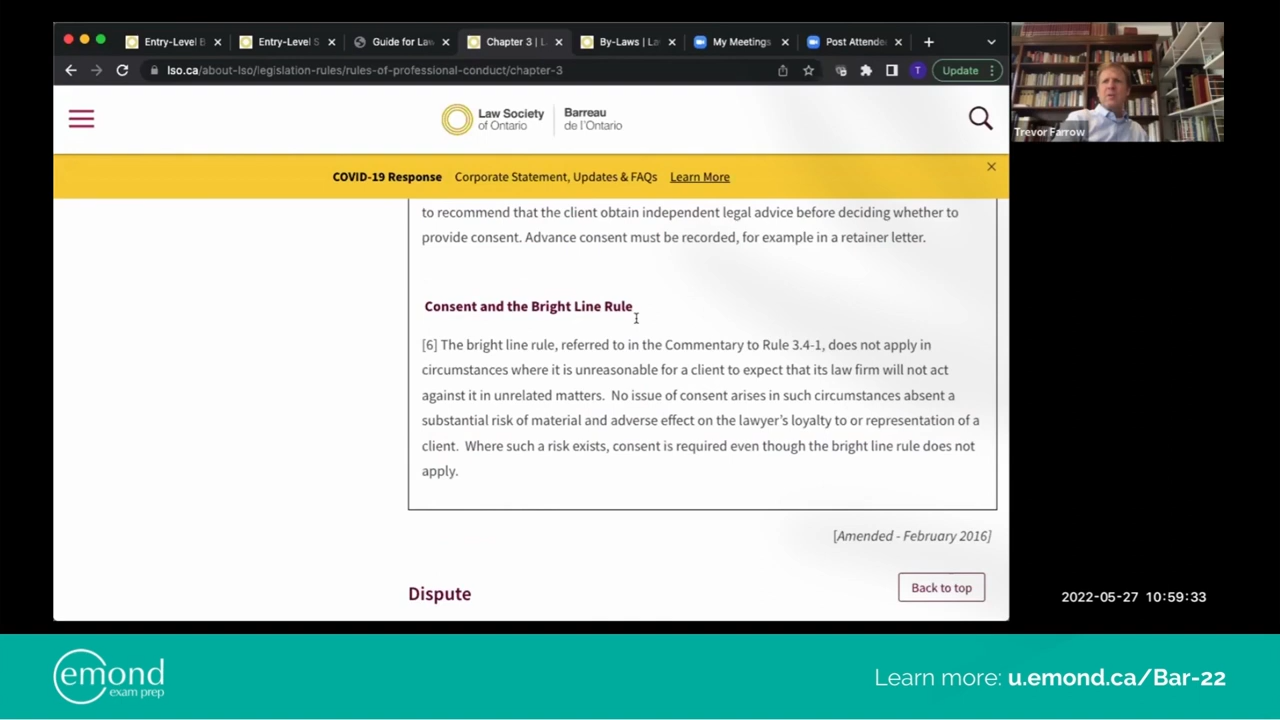 Entry-Level B
Entry-Level S
Guide for Law
Chapter 3 | L
By-Laws | La
My Meetings
Post Attende
lso.ca/about-lso/legislation-rules/rules-of-professional-conduct/chapter-3
T
Update
Law Society of Ontario
Barreau de l'Ontario
Trevor Farrow
COVID-19 Response Corporate Statement, Updates & FAQs Learn More
to recommend that the client obtain independent legal advice before deciding whether to
provide consent. Advance consent must be recorded, for example in a retainer letter.
Consent and the Bright Line Rule
[6] The bright line rule, referred to in the Commentary to Rule 3.4-1, does not apply in
circumstances where it is unreasonable for a client to expect that its law firm will not act
against it in unrelated matters. No issue of consent arises in such circumstances absent a
substantial risk of material and adverse effect on the lawyer's loyalty to or representation of a
client. Where such a risk exists, consent is required even though the bright line rule does not
apply.
[Amended - February 2016]
Dispute
Back to top
2022-05-27 10:59:33
emond
exam prep
Learn more: u.emond.ca/Bar-22